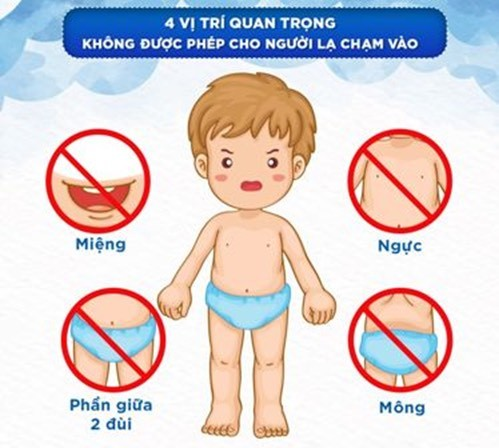 4 VỊ TRÍ QUAN TRỌNG
KHÔNG ĐƯỢC PHÉP CHO NGƯỜI LẠ CHẠM VÀO
Miệng
Ngực
Phần giữa
2 đùi
Mông